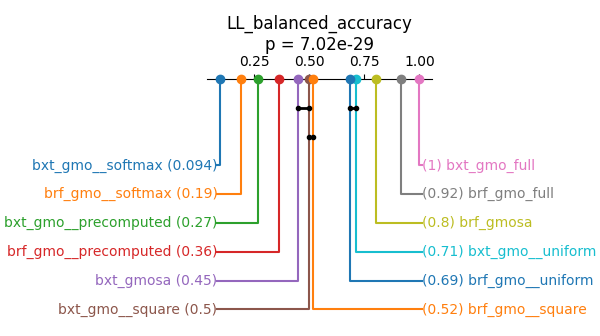 LL_balanced_accuracy
p = 7.02e-29
0.25 0.50 0.75 1.00
bxt_gmo__softmax (0.094)
(1) bxt_gmo_full
brf_gmo__softmax (0.19)
(0.92) brf_gmo_full
bxt_gmo__precomputed (0.27)
(0.8) brf_gmosa
brf_gmo__precomputed (0.36)
(0.71) bxt_gmo__uniform
bxt_gmosa (0.45)
(0.69) brf_gmo__uniform
bxt_gmo__square (0.5)
(0.52) brf_gmo__square